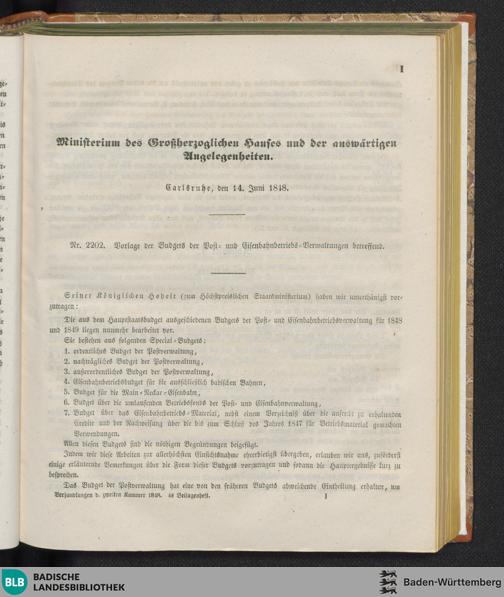 I
Ministerium des Großherzoglichen Hauses und der auswärtigen
Angelegenheiten.
Carlsruhe, den 14. Juni 1848.
Nr. 2202. Vorlage der Budgets der Post- und Eisenbahnbetriebs-Verwaltungen betreffend.
Seiner Königlichen Hoheit (zum Höchstpreislichen Staatsministerium) haben wir unterthänigst vor-
zutragen:
Die aus dem Hauptstaatsbudget ausgeschiedenen Budgets der Post- und Eisenbahnbetriebsverwaltung für 1848
und 1849 liegen nunmehr bearbeitet vor.
Sie bestehen aus folgenden Special-Budgets:
1. ordentliches Budget der Postverwaltung,
2. nachträgliches Budget der Postverwaltung,
3. außerordentliches Budget der Postverwaltung,
4. Eisenbahnbetriebsbudget für die ausschließlich badischen Bahnen,
5. Budget für die Main-Neckar-Eisenbahn,
6. Budget über die umlaufenden Betriebsfonds der Post- und Eisenbahnverwaltung,
7. Budget über das Eisenbahnbetriebs-Material, nebst einem Verzeichniß über die aufrecht zu erhaltenden
Credite und der Nachweisung über die bis zum Schluß des Jahres 1847 für Betriebsmaterial gemachten
Verwendungen.
Allen diesen Budgets sind die nöthigen Begründungen beigefügt.
Indem wir diese Arbeiten zur allerhöchsten Einsichtsnahme ehrerbietigst übergeben, erlauben wir uns, zuförderst
einige erläuternde Bemerkungen über die Form dieser Budgets vorzutragen und sodann die Hauptergebnisse kurz zu
besprechen.
Das Budget der Postverwaltung hat eine von den früheren Budgets abweichende Eintheilung erhalten, um
Verhandlungen d. zweiten Kammer 1848. 4s Beilagenheft. I
BLB BADISCHE
LANDESBIBLIOTHEK
Baden-Württemberg